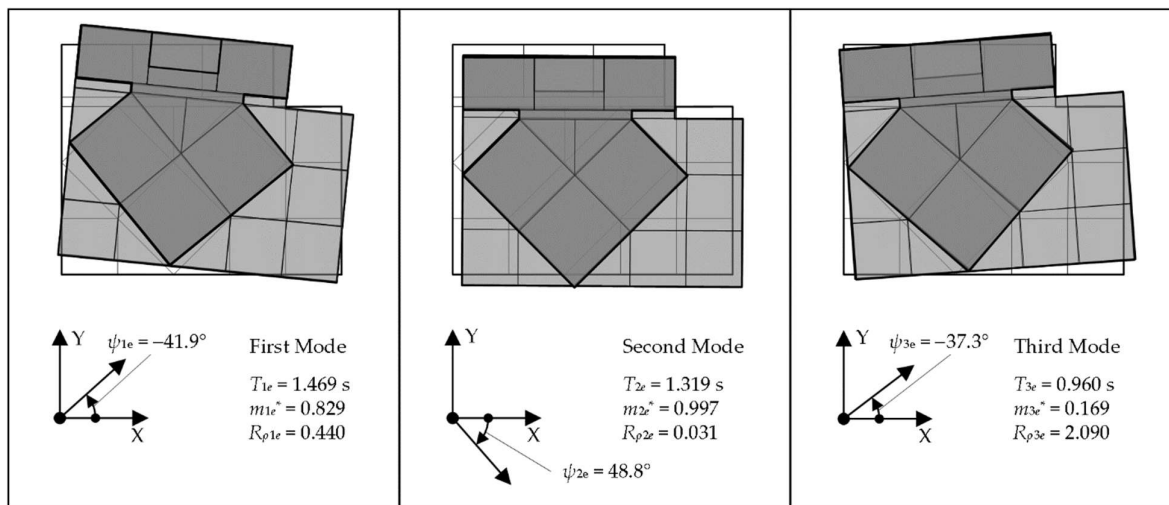 Y
ψ1e = −41.9°
X
First Mode
T1e = 1.469 s
m1e* = 0.829
Rρ1e = 0.440
Y
X
ψ2e = 48.8°
Second Mode
T2e = 1.319 s
m2e* = 0.997
Rρ2e = 0.031
Y
ψ3e = −37.3°
X
Third Mode
T3e = 0.960 s
m3e* = 0.169
Rρ3e = 2.090